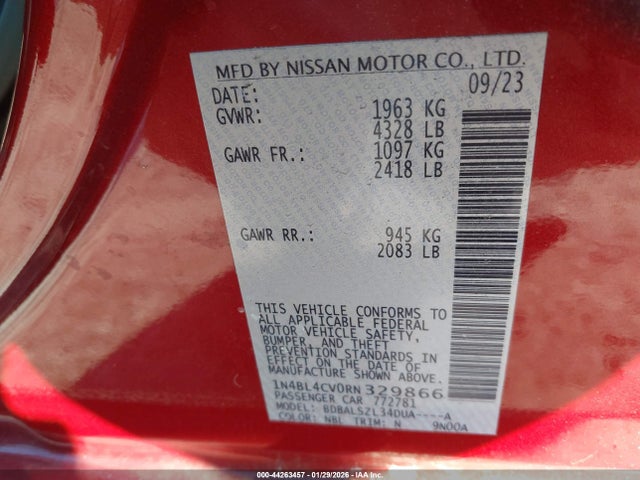 MFD BY NISSAN MOTOR CO., LTD.
DATE: 09/23
GVWR: 1963 KG
4328 LB
GAWR FR.: 1097 KG
2418 LB
GAWR RR.: 945 KG
2083 LB
THIS VEHICLE CONFORMS TO
ALL APPLICABLE FEDERAL
MOTOR VEHICLE SAFETY,
BUMPER, AND THEFT
PREVENTION STANDARDS IN
EFFECT ON THE DATE OF
MANUFACTURE SHOWN ABOVE.
1N4BL4CV0RN329866
PASSENGER CAR 772781
MODEL: BDBALSZL34DUA----A
COLOR: NBL TRIM: N 9N00A
000-44263457 - 01/29/2026 - Copart IAA, Inc.